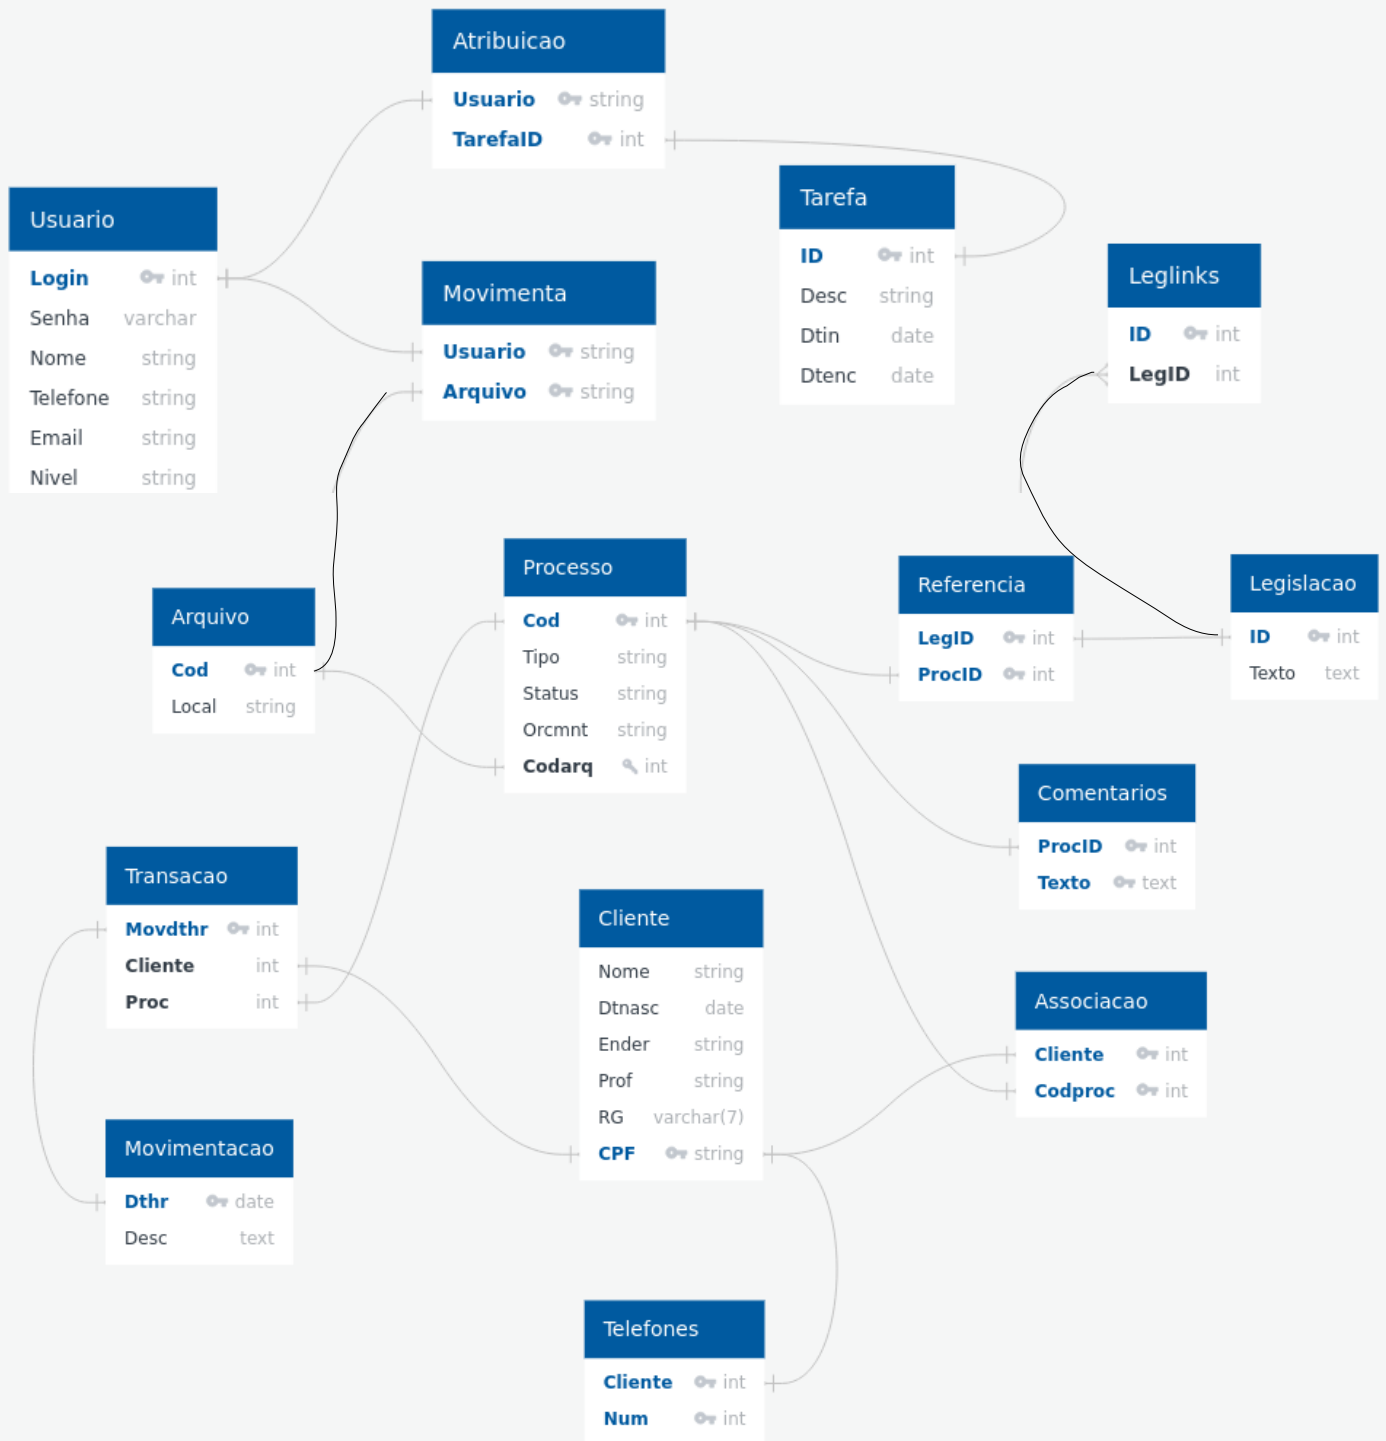 Atribuicao
Usuario string
TarefaID int
Usuario
Login int
Senha varchar
Nome string
Telefone string
Email string
Nivel string
Movimenta
Usuario string
Arquivo string
Tarefa
ID int
Desc string
Dtin date
Dtenc date
Leglinks
ID int
LegID int
Arquivo
Cod int
Local string
Processo
Cod int
Tipo string
Status string
Orcmnt string
Codarq int
Referencia
LegID int
ProcID int
Legislacao
ID int
Texto text
Comentarios
ProcID int
Texto text
Transacao
Movdthr int
Cliente int
Proc int
Cliente
Nome string
Dtnasc date
Ender string
Prof string
RG varchar(7)
CPF string
Associacao
Cliente int
Codproc int
Movimentacao
Dthr date
Desc text
Telefones
Cliente int
Num int